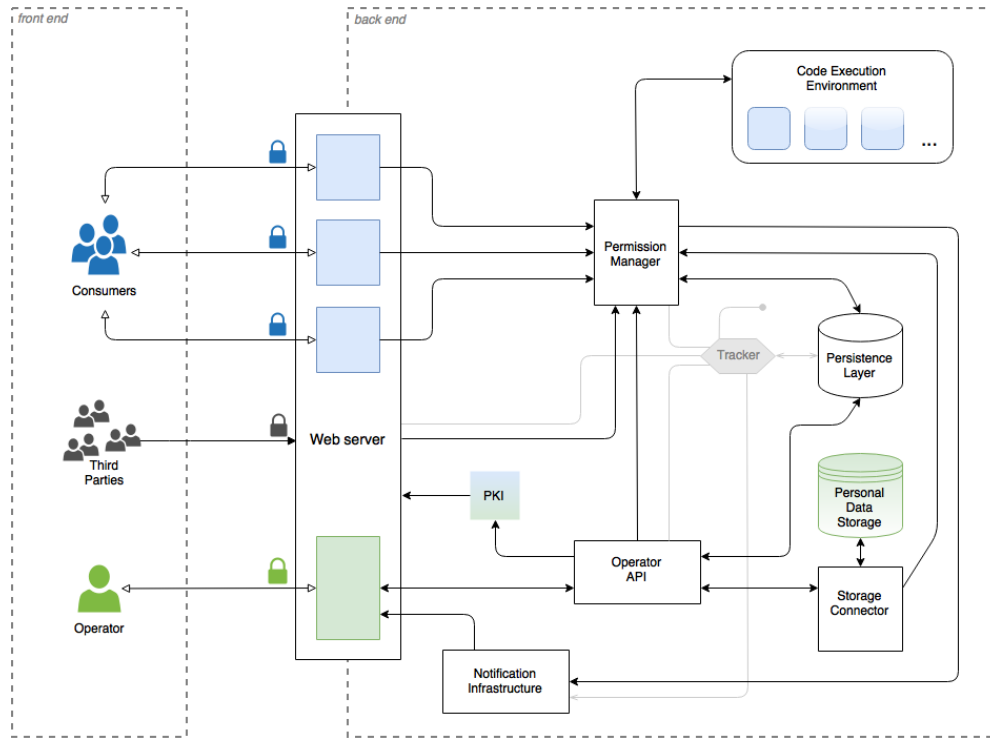 front end
back end
Code Execution
Environment
...
Permission
Manager
Consumers
Tracker
Persistence
Layer
Web server
Third
Parties
PKI
Personal
Data
Storage
Operator
API
Storage
Connector
Operator
Notification
Infrastructure